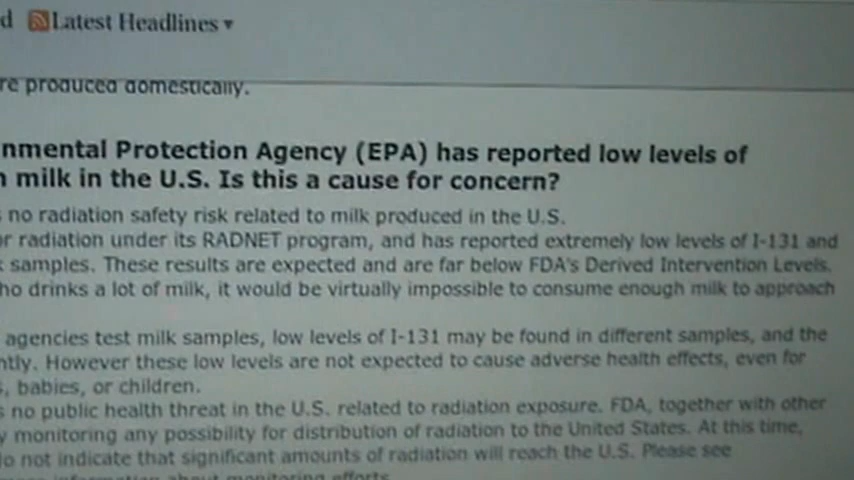 d Latest Headlines
re produced domestically.
nmental Protection Agency (EPA) has reported low levels of
n milk in the U.S. Is this a cause for concern?
s no radiation safety risk related to milk produced in the U.S.
or radiation under its RADNET program, and has reported extremely low levels of I-131 and
k samples. These results are expected and are far below FDA's Derived Intervention Levels.
ho drinks a lot of milk, it would be virtually impossible to consume enough milk to approach
agencies test milk samples, low levels of I-131 may be found in different samples, and the
ntly. However these low levels are not expected to cause adverse health effects, even for
s, babies, or children.
s no public health threat in the U.S. related to radiation exposure. FDA, together with other
y monitoring any possibility for distribution of radiation to the United States. At this time,
do not indicate that significant amounts of radiation will reach the U.S. Please see
information about monitoring efforts